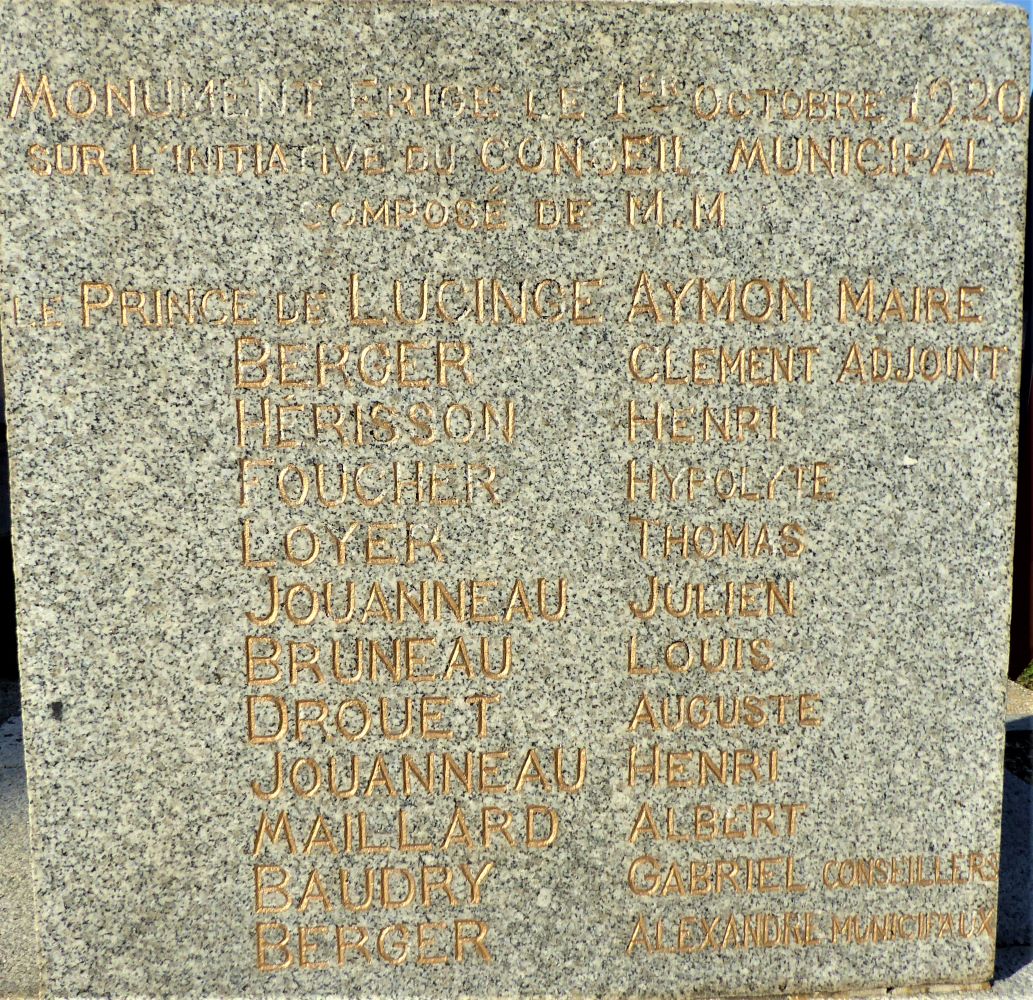 MONUMENT ÉRIGÉ LE 1ER OCTOBRE 1920
SUR L'INITIATIVE DU CONSEIL MUNICIPAL
COMPOSÉ DE M.M
LE PRINCE DE LUCINGE AYMON MAIRE
BERGER CLEMENT ADJOINT
HÉRISSON HENRI
FOUCHER HYPOLYTE
LOYER THOMAS
JOUANNEAU JULIEN
BRUNEAU LOUIS
DROUET AUGUSTE
JOUANNEAU HENRI
MAILLARD ALBERT
BAUDRY GABRIEL CONSEILLERS
BERGER ALEXANDRE MUNICIPAUX